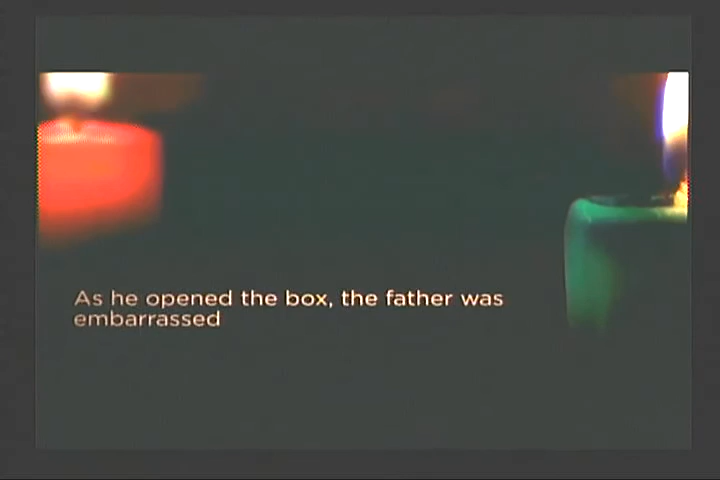 As he opened the box, the father was
embarrassed